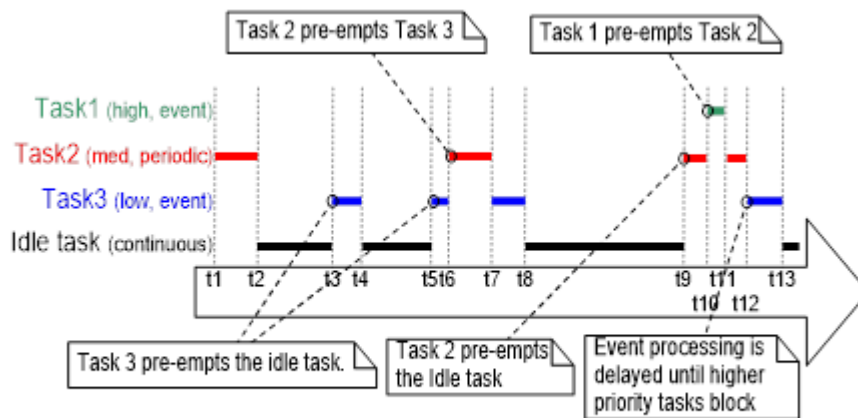 Task 2 pre-empts Task 3
Task 1 pre-empts Task 2
Task1 (high, event)
Task2 (med, periodic)
Task3 (low, event)
Idle task (continuous)
t1 t2 t3 t4 t5 t6 t7 t8 t9 t10 t11 t12 t13
Task 3 pre-empts the idle task.
Task 2 pre-empts
the Idle task
Event processing is
delayed until higher
priority tasks block